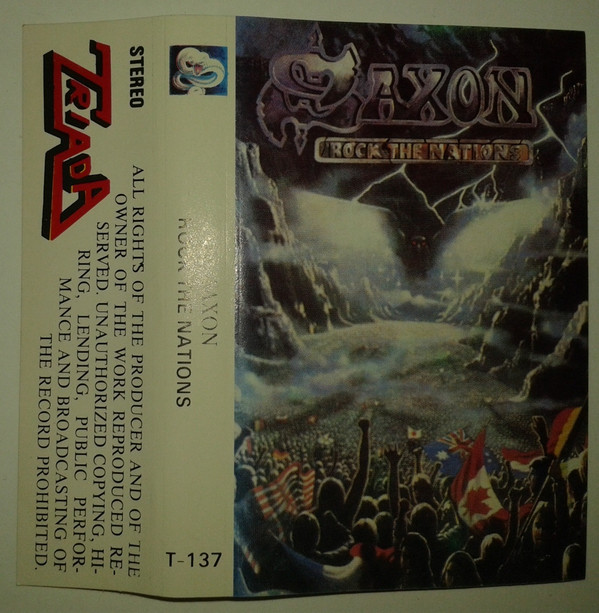 STEREO
TRIADA
ALL RIGHTS OF THE PRODUCER AND OF THE
OWNER OF THE WORK REPRODUCED RE-
SERVED, UNAUTHORIZED COPYING, HI-
RING, LENDING, PUBLIC PERFOR-
MANCE AND BROADCASTING OF
THE RECORD PROHIBITED.
SAXON
ROCK THE NATIONS
T-137
SAXON
ROCK THE NATIONS